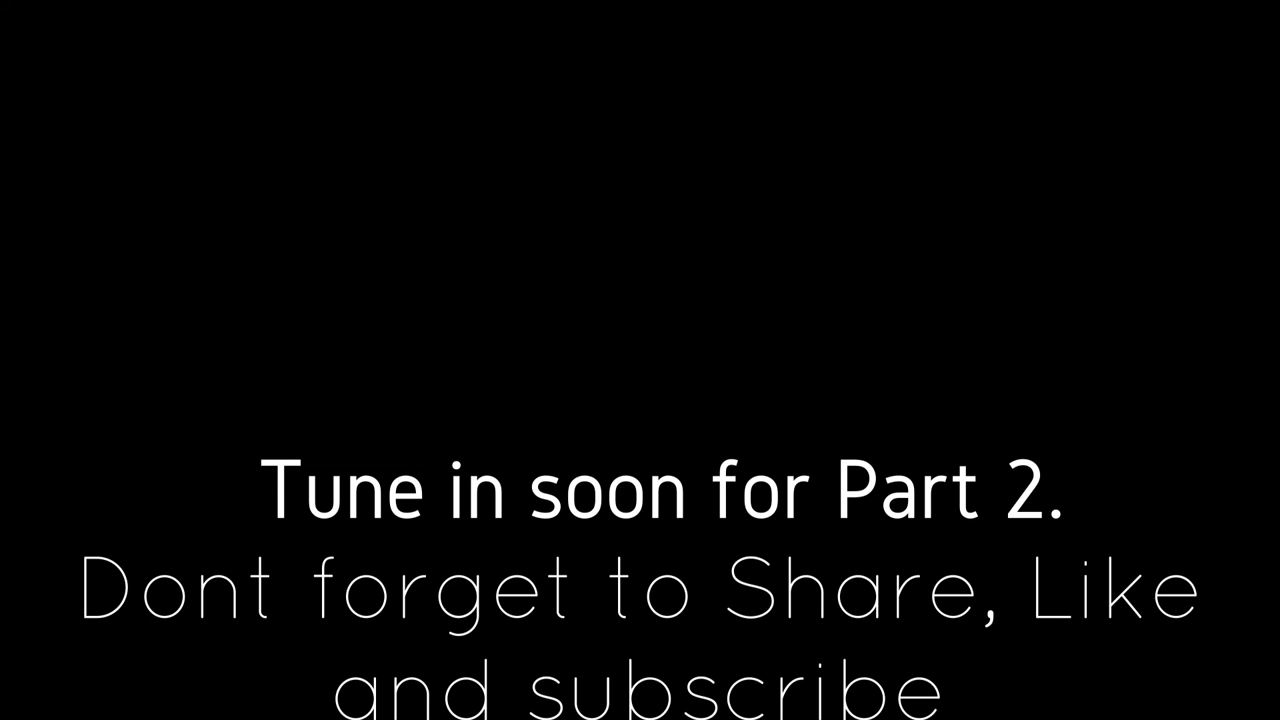 Tune in soon for Part 2.
Dont forget to Share, Like
and subscribe